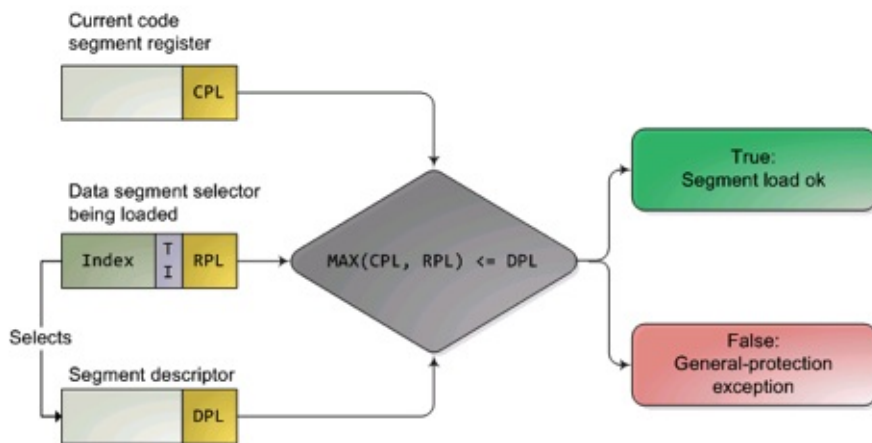 Current code
segment register
CPL
Data segment selector
being loaded
Index
T
I
RPL
Selects
Segment descriptor
DPL
MAX(CPL, RPL) <= DPL
True:
Segment load ok
False:
General-protection
exception